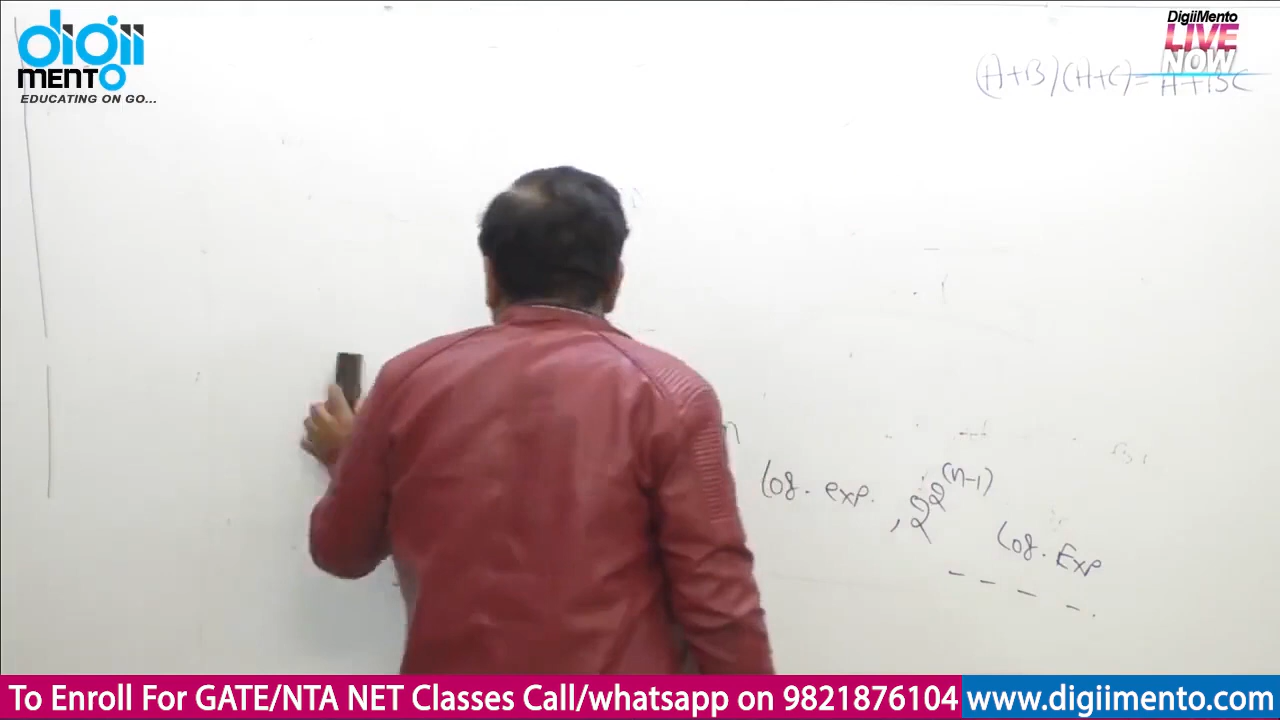 digii
MENTO
EDUCATING ON GO...
DigiiMento
LIVE
NOW
(A+B)(A+C)=A+BC
n
log. exp. , 2^2^(n-1)
Log. Exp
To Enroll For GATE/NTA NET Classes Call/whatsapp on 9821876104 www.digiimento.com